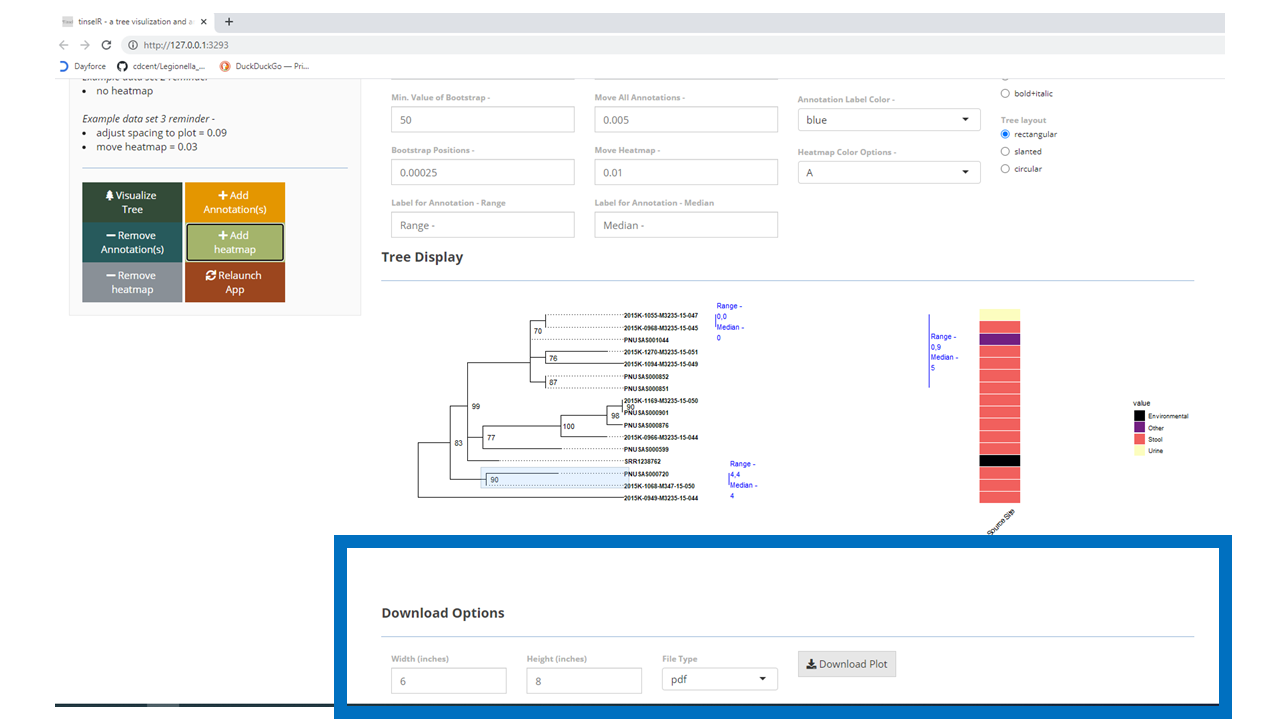 tinselR - a tree visulization and a
http://127.0.0.1:3293
Dayforce
cdcent/Legionella_...
DuckDuckGo — Pri...
Example data set 2 reminder
no heatmap
Example data set 3 reminder -
adjust spacing to plot = 0.09
move heatmap = 0.03
Visualize
Tree
Add
Annotation(s)
Remove
Annotation(s)
Add
heatmap
Remove
heatmap
Relaunch
App
Min. Value of Bootstrap -
50
Move All Annotations -
0.005
Annotation Label Color -
blue
bold+italic
Tree layout
rectangular
slanted
circular
Bootstrap Positions -
0.00025
Move Heatmap -
0.01
Heatmap Color Options -
A
Label for Annotation - Range
Range -
Label for Annotation - Median
Median -
Tree Display
2015K-1055-M3235-15-047
2015K-0968-M3235-15-045
PNUSAS001044
2015K-1270-M3235-15-051
2015K-1094-M3235-15-049
PNUSAS000852
PNUSAS000851
2015K-1169-M3235-15-050
PNUSAS000901
PNUSAS000876
2015K-0966-M3235-15-044
PNUSAS000599
SRR1238762
PNUSAS000720
2015K-1068-M347-15-050
2015K-0949-M3235-15-044
70
76
87
99
90
98
100
77
83
90
Range -
0,0
Median -
0
Range -
0,9
Median -
5
Range -
4,4
Median -
4
Source Site
value
Environmental
Other
Stool
Urine
Download Options
Width (inches)
6
Height (inches)
8
File Type
pdf
Download Plot